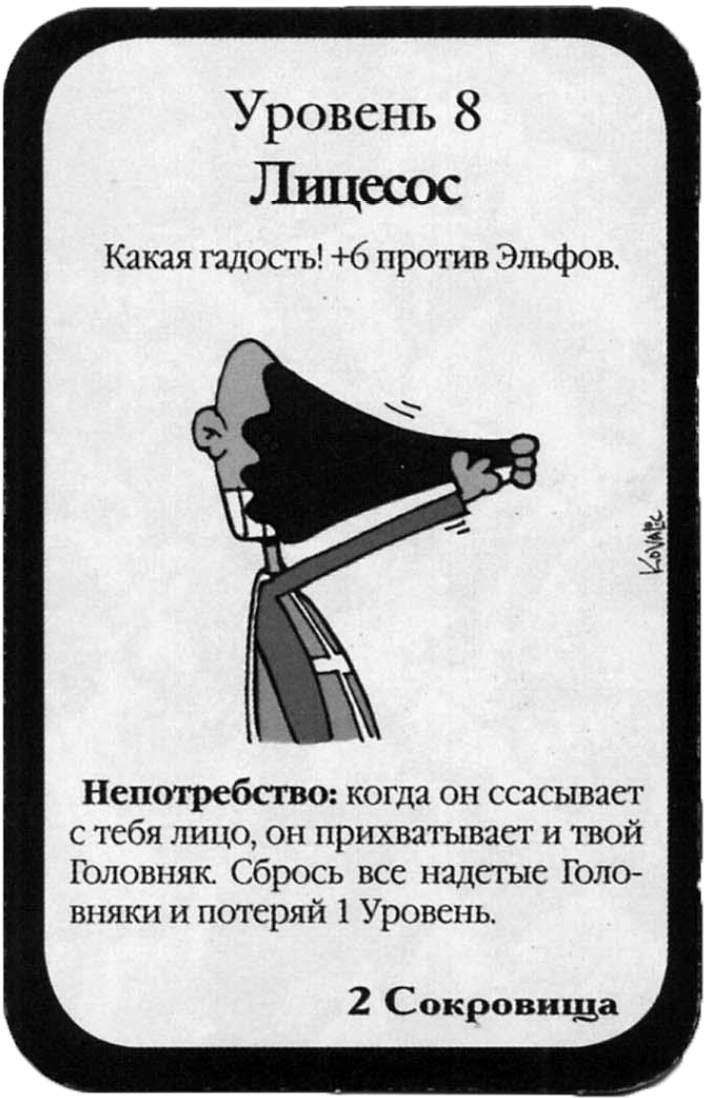 Уровень 8
Лицесос
Какая гадость! +6 против Эльфов.
KOVALIC
Непотребство: когда он ссасывает
с тебя лицо, он прихватывает и твой
Головняк. Сбрось все надетые Голо-
вняки и потеряй 1 Уровень.
2 Сокровища